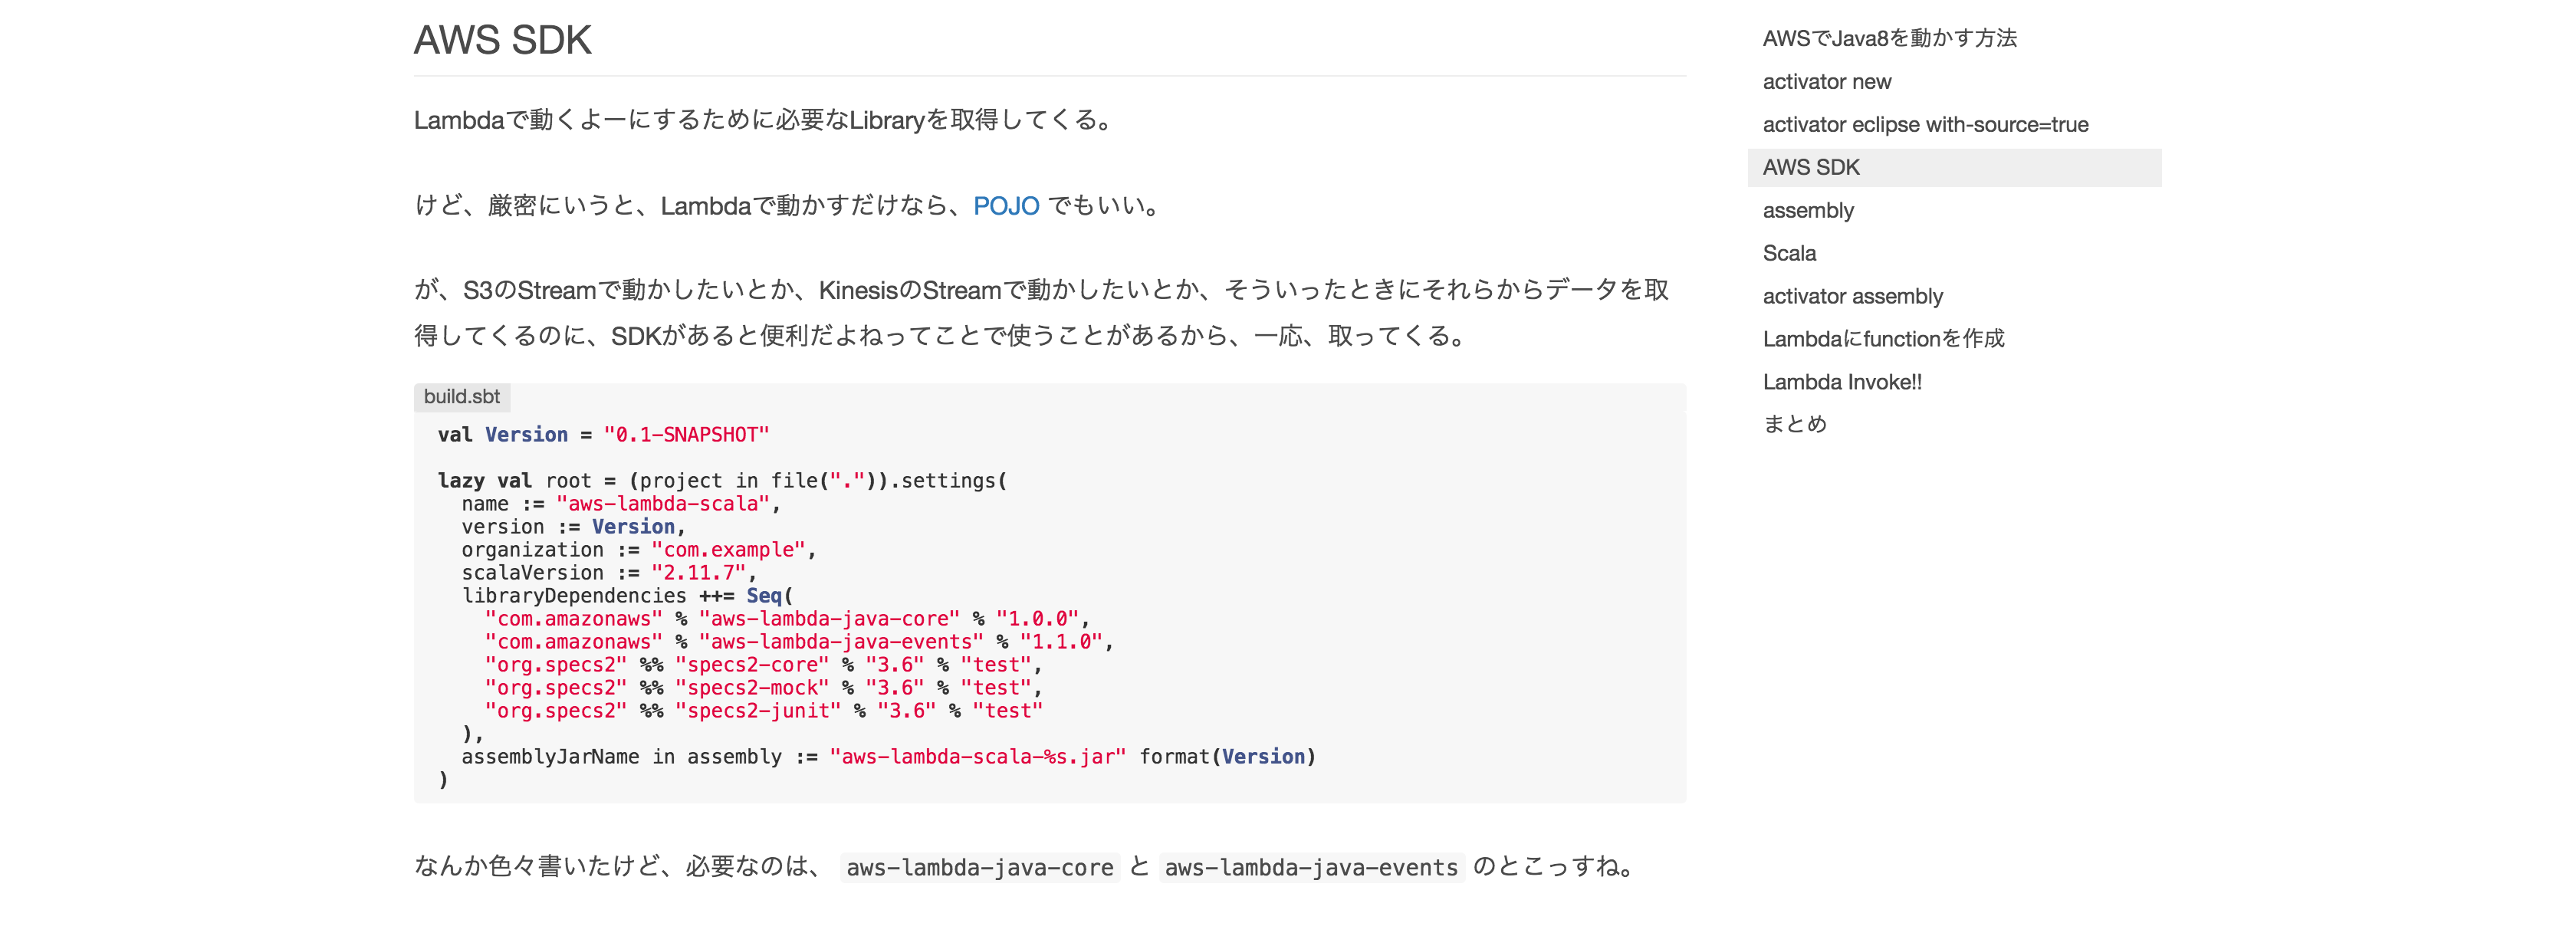 AWS SDK
Lambdaで動くよーにするために必要なLibraryを取得してくる。
けど、厳密にいうと、Lambdaで動かすだけなら、POJO でもいい。
が、S3のStreamで動かしたいとか、KinesisのStreamで動かしたいとか、そういったときにそれらからデータを取
得してくるのに、SDKがあると便利だよねってことで使うことがあるから、一応、取ってくる。
build.sbt
val Version = "0.1-SNAPSHOT"
lazy val root = (project in file(".")).settings(
  name := "aws-lambda-scala",
  version := Version,
  organization := "com.example",
  scalaVersion := "2.11.7",
  libraryDependencies ++= Seq(
    "com.amazonaws" % "aws-lambda-java-core" % "1.0.0",
    "com.amazonaws" % "aws-lambda-java-events" % "1.1.0",
    "org.specs2" %% "specs2-core" % "3.6" % "test",
    "org.specs2" %% "specs2-mock" % "3.6" % "test",
    "org.specs2" %% "specs2-junit" % "3.6" % "test"
  ),
  assemblyJarName in assembly := "aws-lambda-scala-%s.jar" format(Version)
)
なんか色々書いたけど、必要なのは、 aws-lambda-java-core と aws-lambda-java-events のとこっすね。
AWSでJava8を動かす方法
activator new
activator eclipse with-source=true
AWS SDK
assembly
Scala
activator assembly
Lambdaにfunctionを作成
Lambda Invoke!!
まとめ